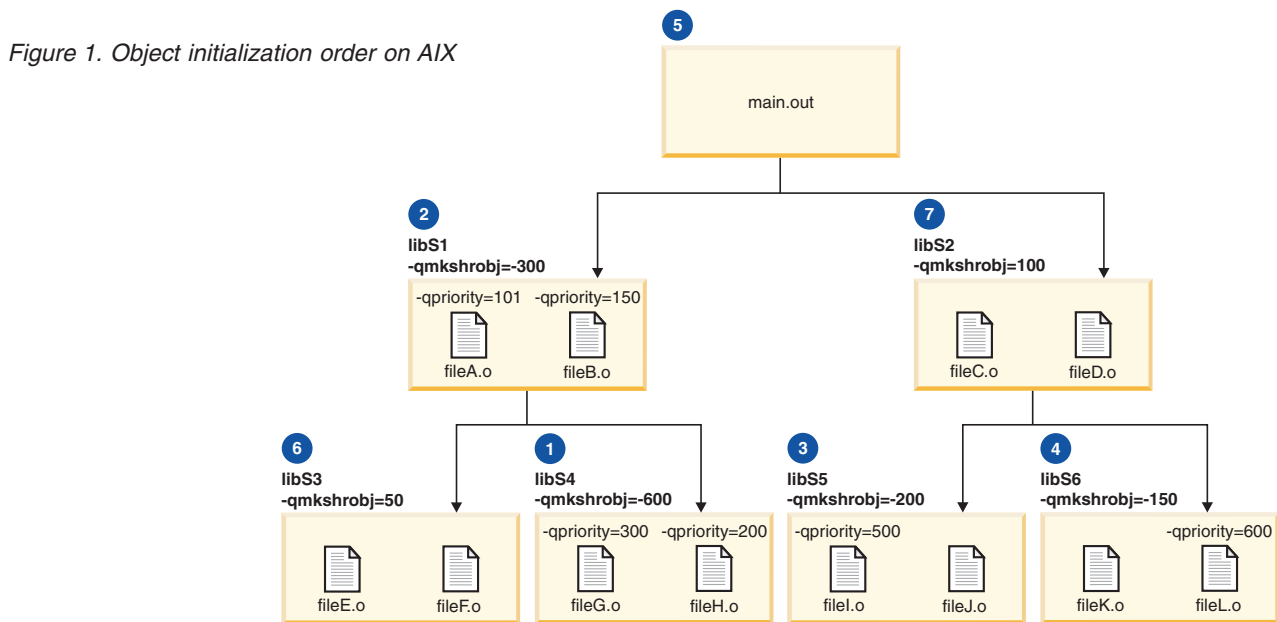 Figure 1. Object initialization order on AIX
5
main.out
2
libS1
-qmkshrobj=-300
-qpriority=101 -qpriority=150
fileA.o fileB.o
7
libS2
-qmkshrobj=100
fileC.o fileD.o
6
libS3
-qmkshrobj=50
fileE.o fileF.o
1
libS4
-qmkshrobj=-600
-qpriority=300 -qpriority=200
fileG.o fileH.o
3
libS5
-qmkshrobj=-200
-qpriority=500
fileI.o fileJ.o
4
libS6
-qmkshrobj=-150
-qpriority=600
fileK.o fileL.o